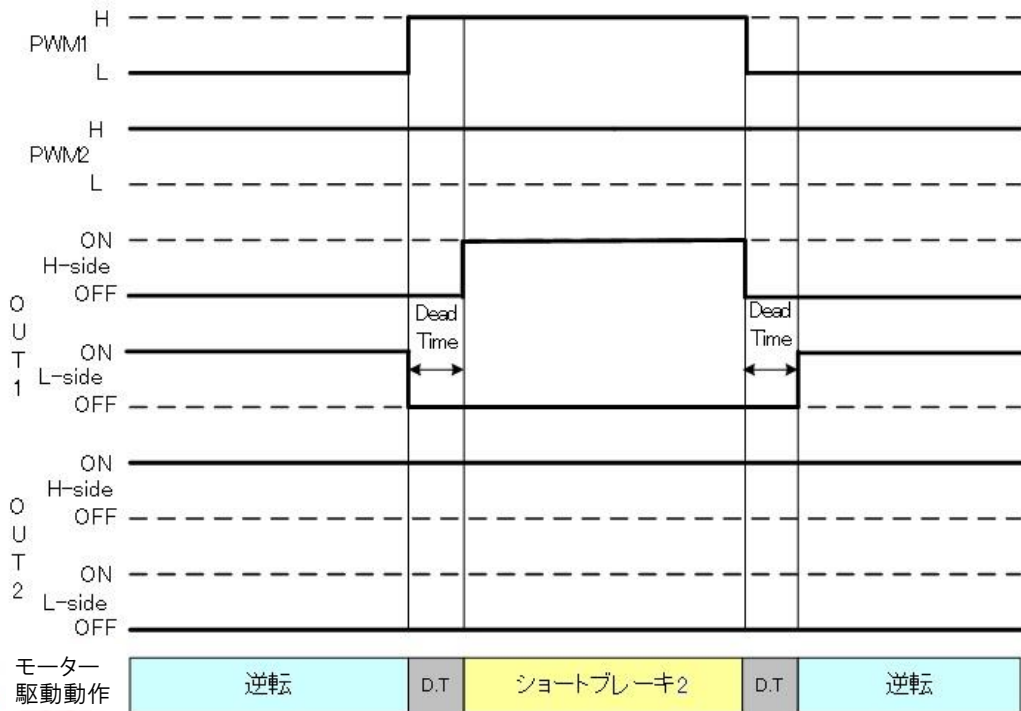 H
PWM1
L
H
PWM2
L
ON
H-side
OFF
OUT1
Dead
Time
Dead
Time
ON
L-side
OFF
ON
H-side
OFF
OUT2
ON
L-side
OFF
モーター
駆動動作
逆転
D.T
ショートブレーキ2
D.T
逆転